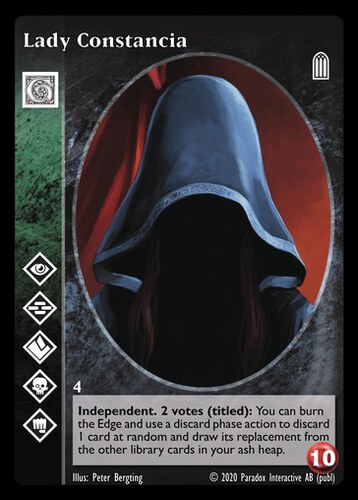 Lady Constancia
4
Independent. 2 votes (titled): You can burn
the Edge and use a discard phase action to discard
1 card at random and draw its replacement from
the other library cards in your ash heap.
10
Illus: Peter Bergting © 2020 Paradox Interactive AB (publ)